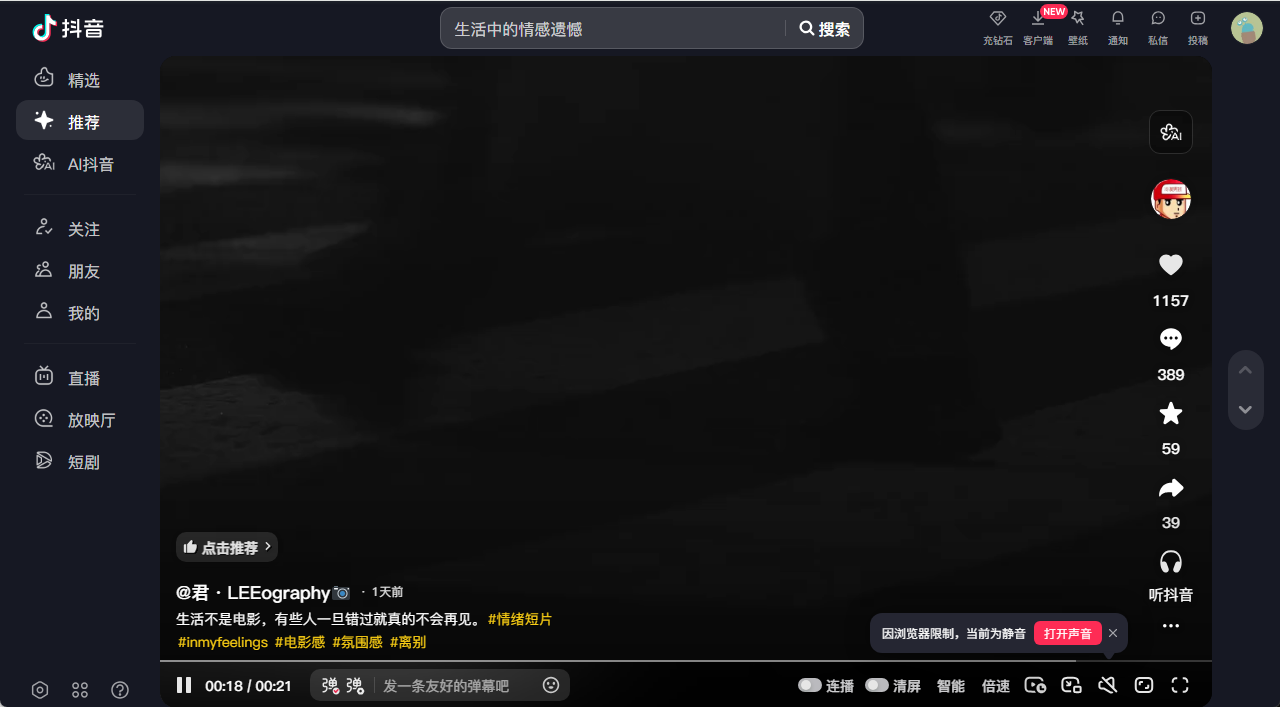 抖音
生活中的情感遗憾
搜索
充钻石
客户端
NEW
壁纸
通知
私信
投稿
精选
推荐
AI抖音
关注
朋友
我的
直播
放映厅
短剧
AI
1157
389
59
39
听抖音
点击推荐
@君·LEEography · 1天前
生活不是电影，有些人一旦错过就真的不会再见。#情绪短片
#inmyfeelings #电影感 #氛围感 #离别
因浏览器限制，当前为静音
打开声音
00:18 / 00:21
弹
弹
发一条友好的弹幕吧
连播
清屏
智能
倍速